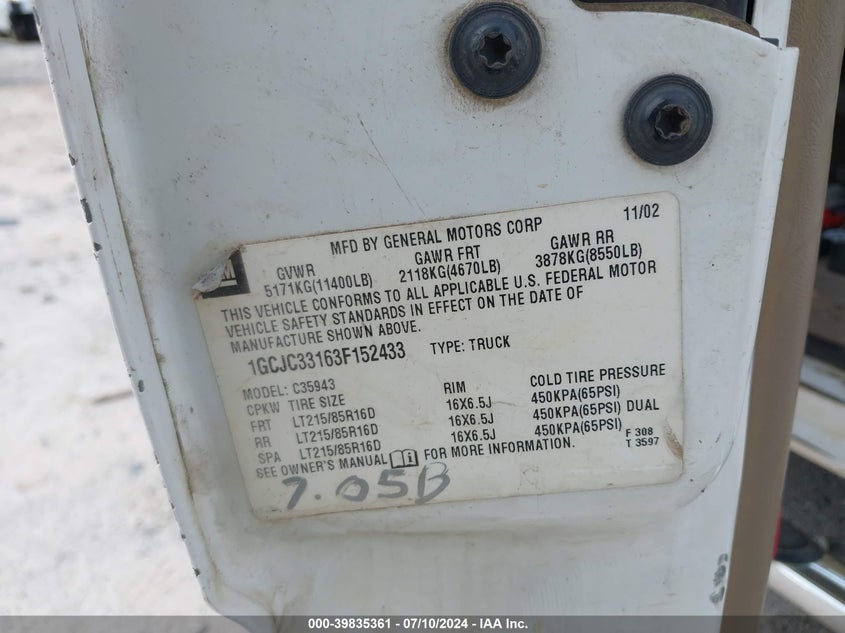 MFD BY GENERAL MOTORS CORP 11/02
GVWR GAWR FRT GAWR RR
5171KG(11400LB) 2118KG(4670LB) 3878KG(8550LB)
THIS VEHICLE CONFORMS TO ALL APPLICABLE U.S. FEDERAL MOTOR
VEHICLE SAFETY STANDARDS IN EFFECT ON THE DATE OF
MANUFACTURE SHOWN ABOVE.
1GCJC33163F152433 TYPE: TRUCK
MODEL: C35943
CPKW TIRE SIZE RIM COLD TIRE PRESSURE
FRT LT215/85R16D 16X6.5J 450KPA(65PSI)
RR LT215/85R16D 16X6.5J 450KPA(65PSI) DUAL
SPA LT215/85R16D 16X6.5J 450KPA(65PSI)
SEE OWNER'S MANUAL FOR MORE INFORMATION.
F 308
T 3597
7.05B
000-39835361 - 07/10/2024 - IAA Inc.